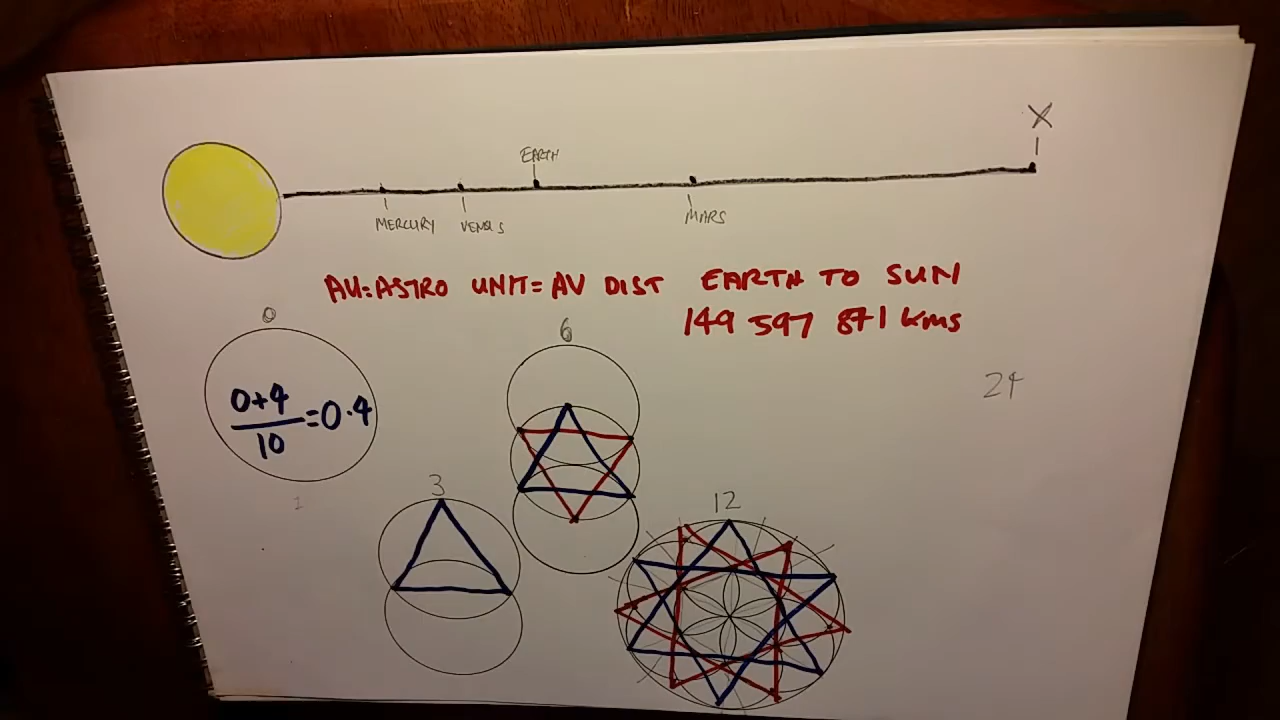 X
EARTH
MERCURY VENUS MARS
AU=ASTRO UNIT= AV DIST EARTH TO SUN
149 597 871 kms
0
6
24
0+4
10
=0.4
3
1
12